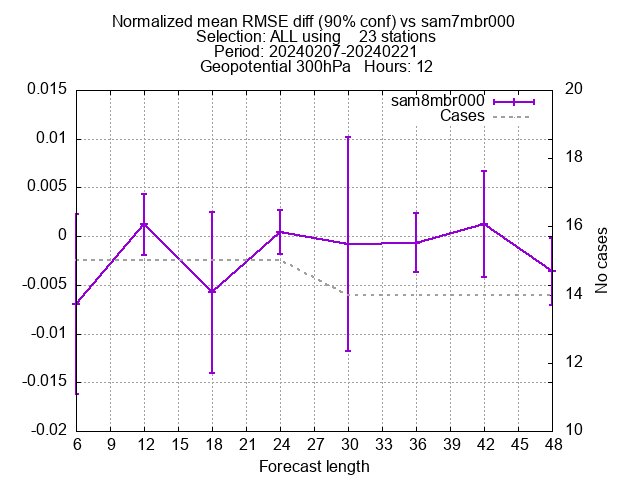 Normalized mean RMSE diff (90% conf) vs sam7mbr000
Selection: ALL using    23 stations
Period: 20240207-20240221
Geopotential 300hPa   Hours: 12
sam8mbr000
Cases
0.015
0.01
0.005
0
-0.005
-0.01
-0.015
-0.02
20
18
16
14
12
10
No cases
6 9 12 15 18 21 24 27 30 33 36 39 42 45 48
Forecast length